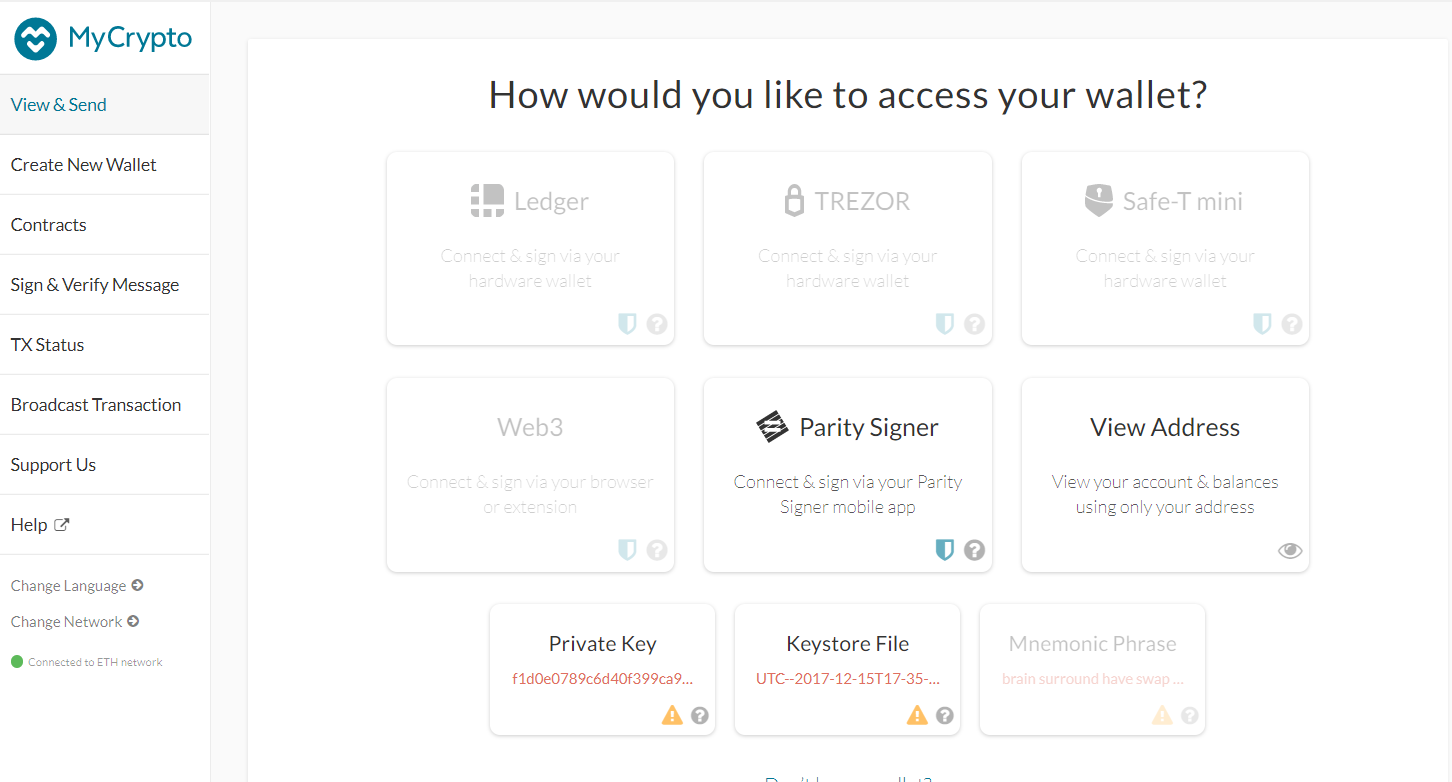 MyCrypto
View & Send
Create New Wallet
Contracts
Sign & Verify Message
TX Status
Broadcast Transaction
Support Us
Help
Change Language
Change Network
Connected to ETH network
How would you like to access your wallet?
Ledger
Connect & sign via your
hardware wallet
TREZOR
Connect & sign via your
hardware wallet
Safe-T mini
Connect & sign via your
hardware wallet
Web3
Connect & sign via your browser
or extension
Parity Signer
Connect & sign via your Parity
Signer mobile app
View Address
View your account & balances
using only your address
Private Key
f1d0e0789c6d40f399ca9...
Keystore File
UTC--2017-12-15T17-35-...
Mnemonic Phrase
brain surround have swap ...